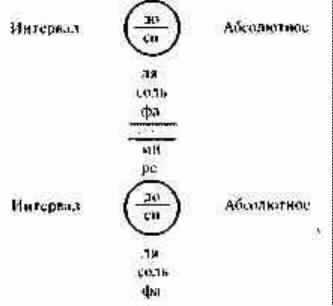 Интервал до Абсолютное
си
ля
соль
фа
ми
ре
Интервал до Абсолютное
си
ля
соль
фа